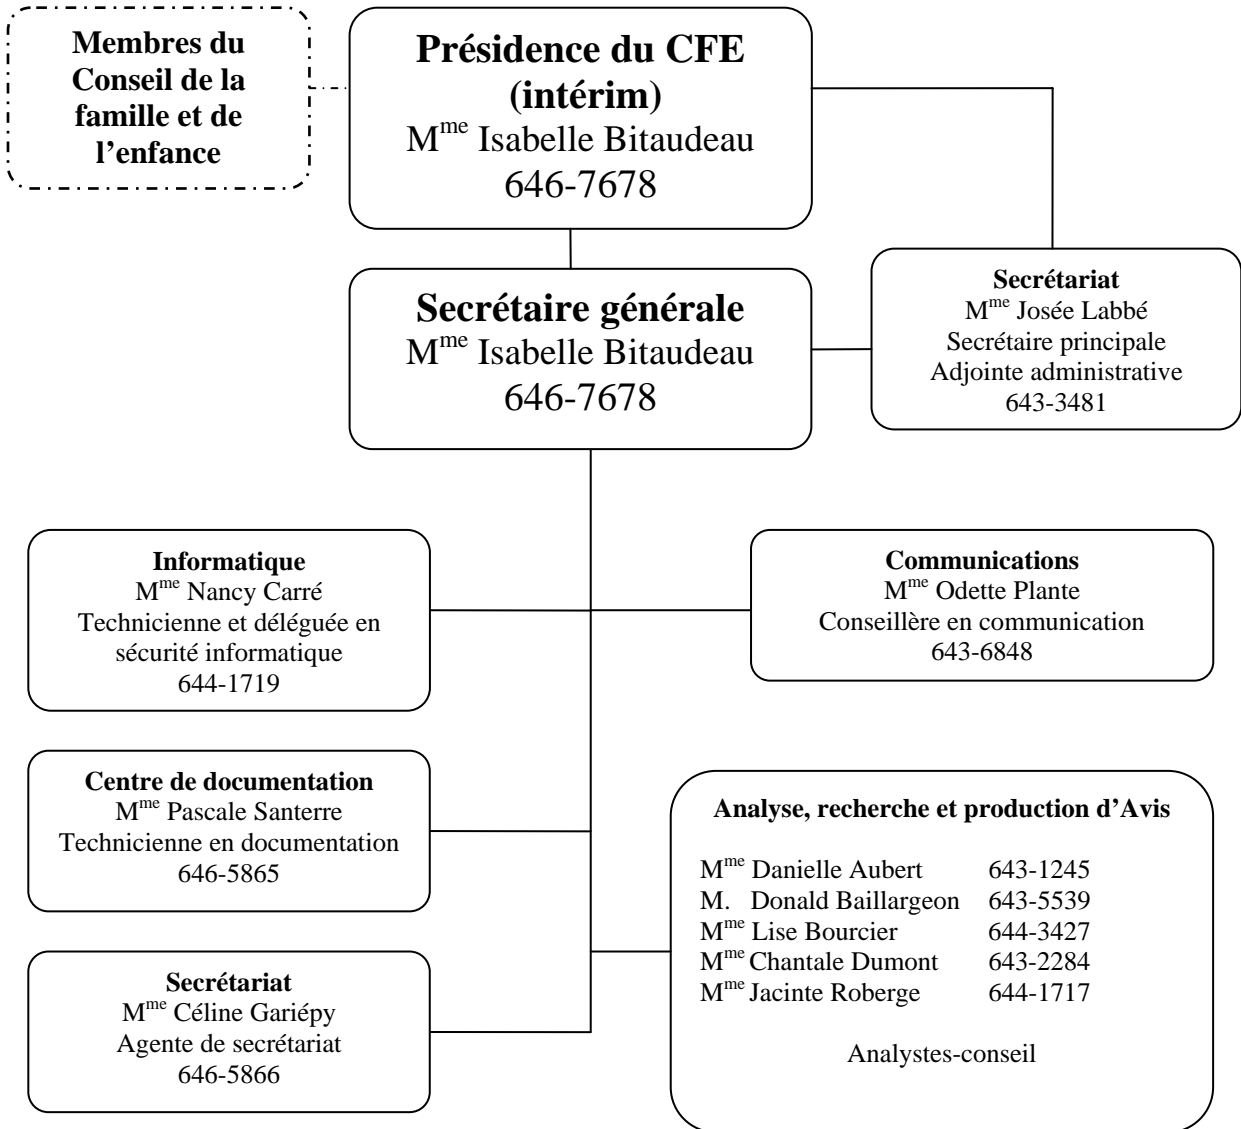 Membres du
Conseil de la
famille et de
l’enfance
Présidence du CFE
(intérim)
Mme Isabelle Bitaudeau
646-7678
Secrétaire générale
Mme Isabelle Bitaudeau
646-7678
Secrétariat
Mme Josée Labbé
Secrétaire principale
Adjointe administrative
643-3481
Informatique
Mme Nancy Carré
Technicienne et déléguée en
sécurité informatique
644-1719
Communications
Mme Odette Plante
Conseillère en communication
643-6848
Centre de documentation
Mme Pascale Santerre
Technicienne en documentation
646-5865
Analyse, recherche et production d’Avis
Mme Danielle Aubert 643-1245
M. Donald Baillargeon 643-5539
Mme Lise Bourcier 644-3427
Mme Chantale Dumont 643-2284
Mme Jacinte Roberge 644-1717
Analystes-conseil
Secrétariat
Mme Céline Gariépy
Agente de secrétariat
646-5866